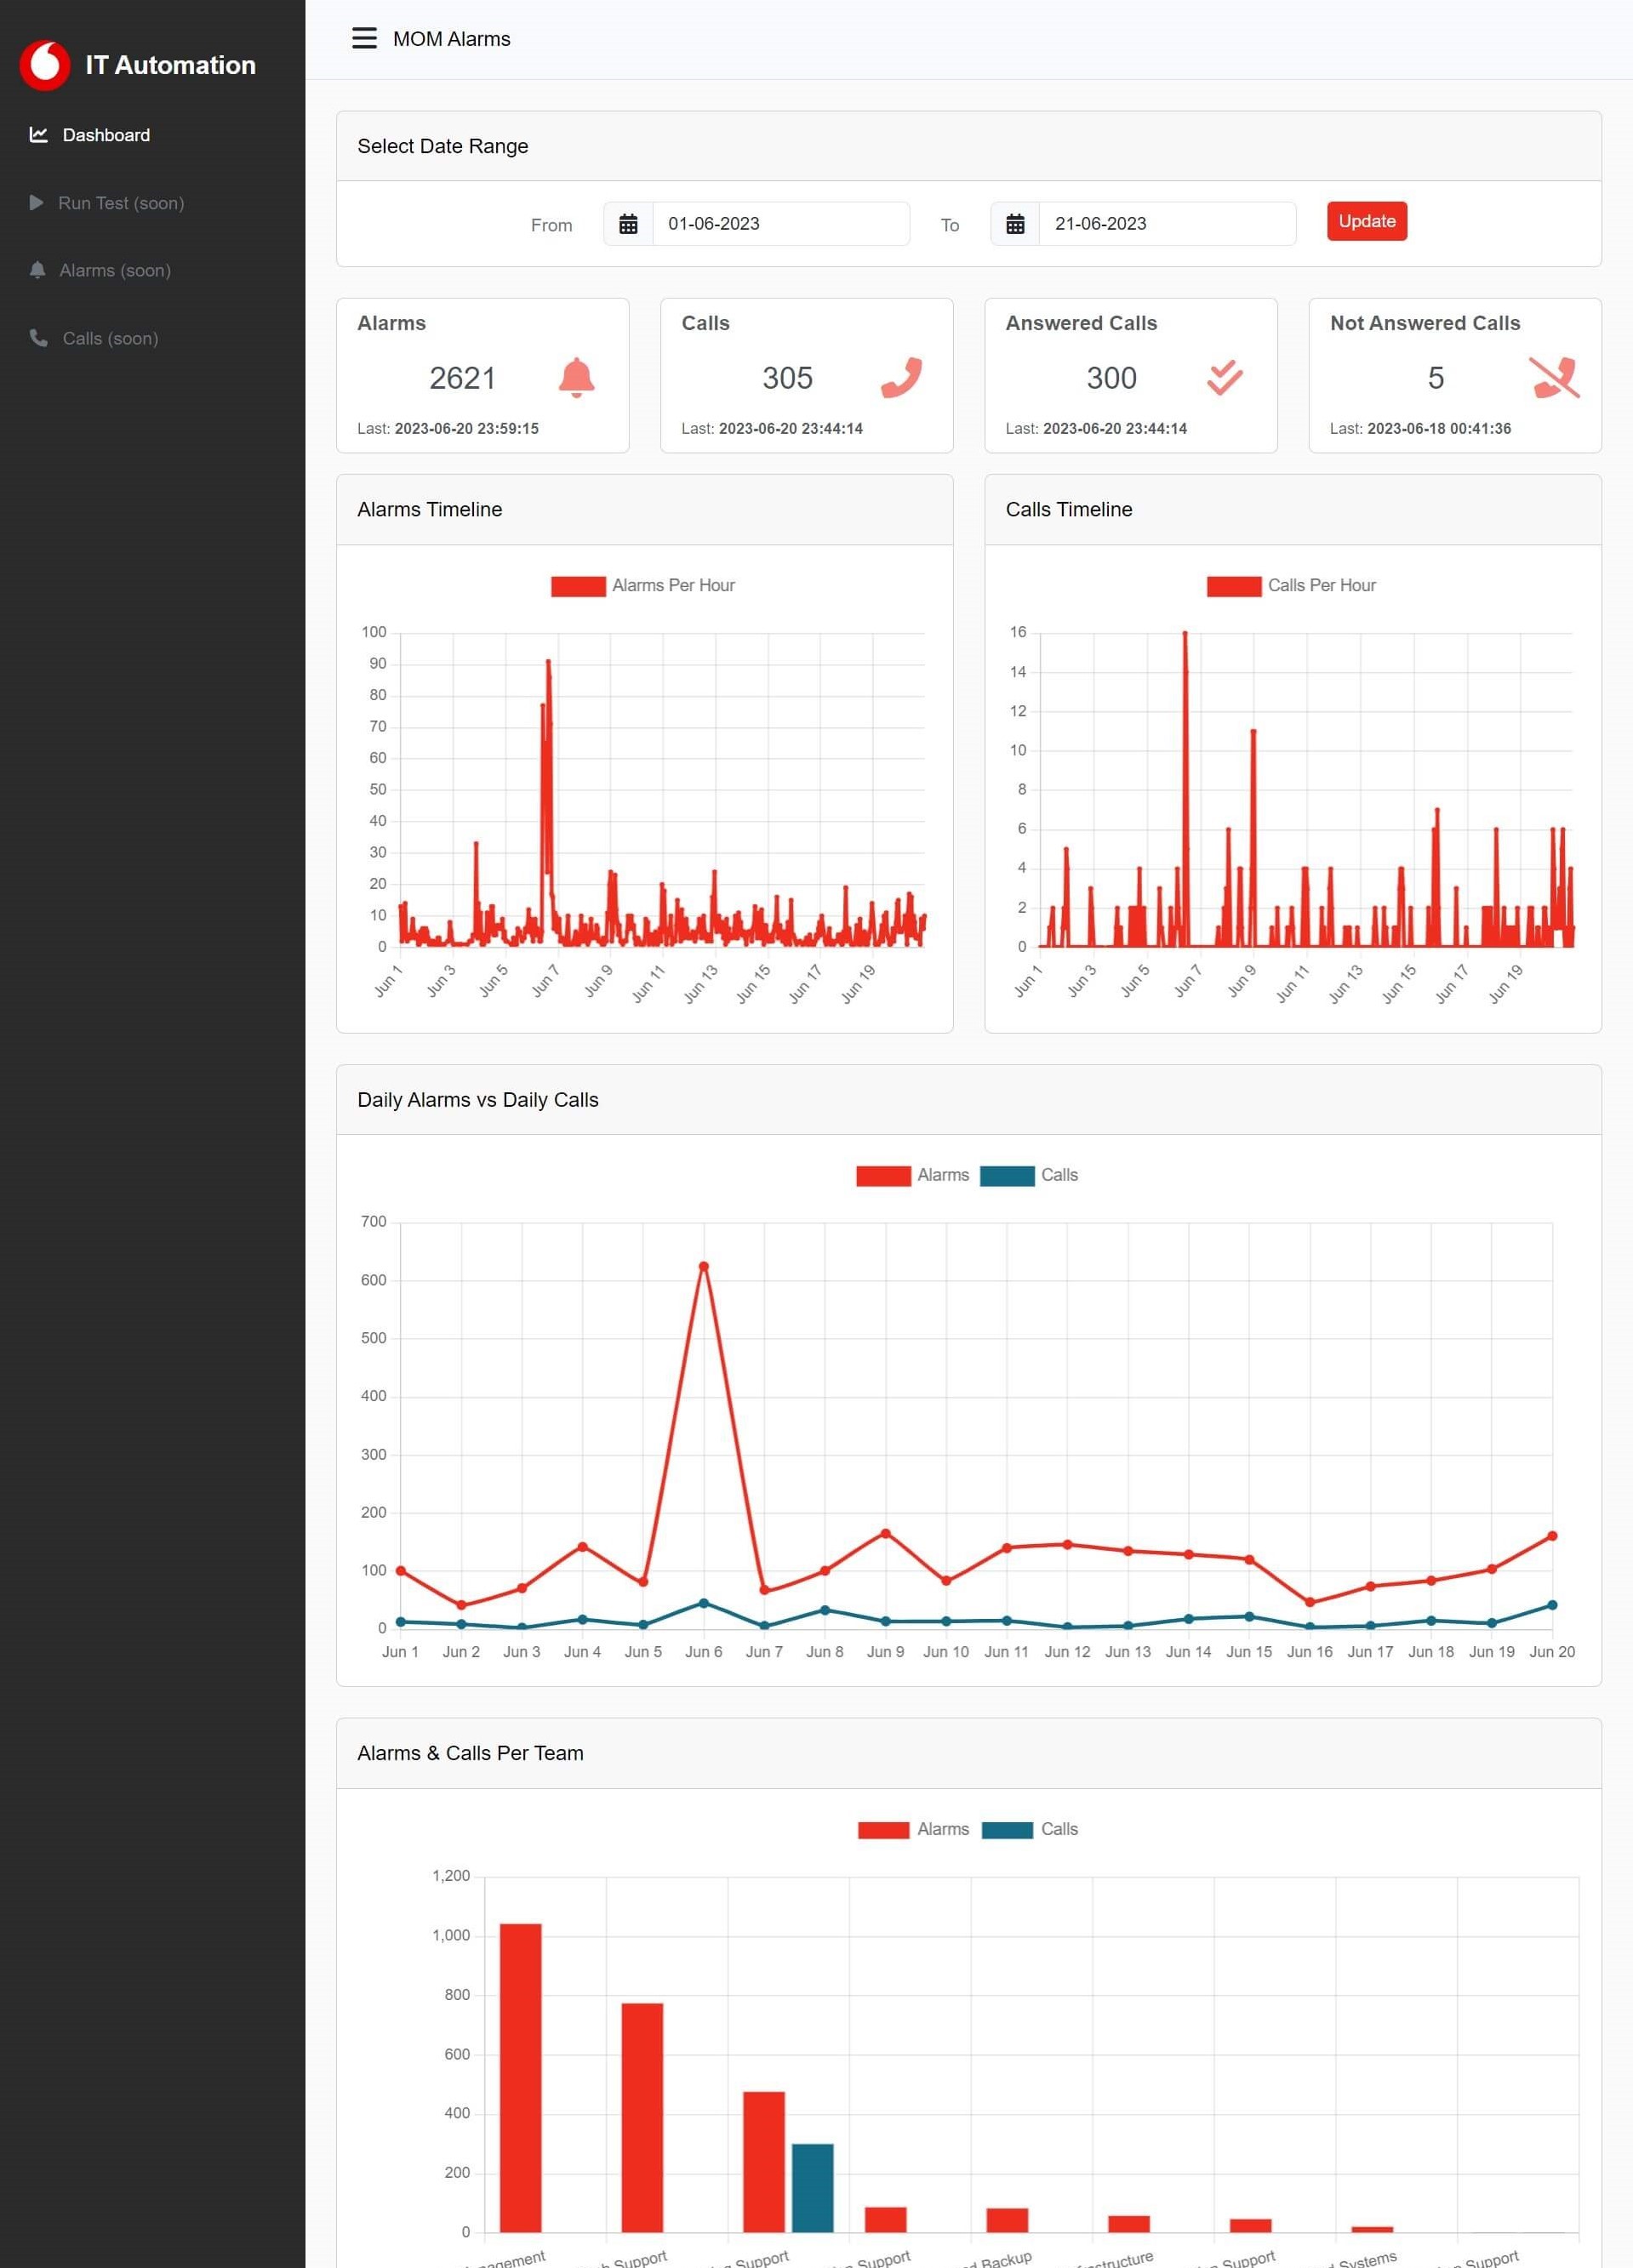 IT Automation
Dashboard
Run Test (soon)
Alarms (soon)
Calls (soon)
MOM Alarms
Select Date Range
From 01-06-2023 To 21-06-2023 Update
Alarms
2621
Last: 2023-06-20 23:59:15
Calls
305
Last: 2023-06-20 23:44:14
Answered Calls
300
Last: 2023-06-20 23:44:14
Not Answered Calls
5
Last: 2023-06-18 00:41:36
Alarms Timeline
Alarms Per Hour
100
90
80
70
60
50
40
30
20
10
0
Jun 1 Jun 3 Jun 5 Jun 7 Jun 9 Jun 11 Jun 13 Jun 15 Jun 17 Jun 19
Calls Timeline
Calls Per Hour
16
14
12
10
8
6
4
2
0
Jun 1 Jun 3 Jun 5 Jun 7 Jun 9 Jun 11 Jun 13 Jun 15 Jun 17 Jun 19
Daily Alarms vs Daily Calls
Alarms Calls
700
600
500
400
300
200
100
0
Jun 1 Jun 2 Jun 3 Jun 4 Jun 5 Jun 6 Jun 7 Jun 8 Jun 9 Jun 10 Jun 11 Jun 12 Jun 13 Jun 14 Jun 15 Jun 16 Jun 17 Jun 18 Jun 19 Jun 20
Alarms & Calls Per Team
Alarms Calls
1,200
1,000
800
600
400
200
0
Support Support Support Backup Support Systems Support